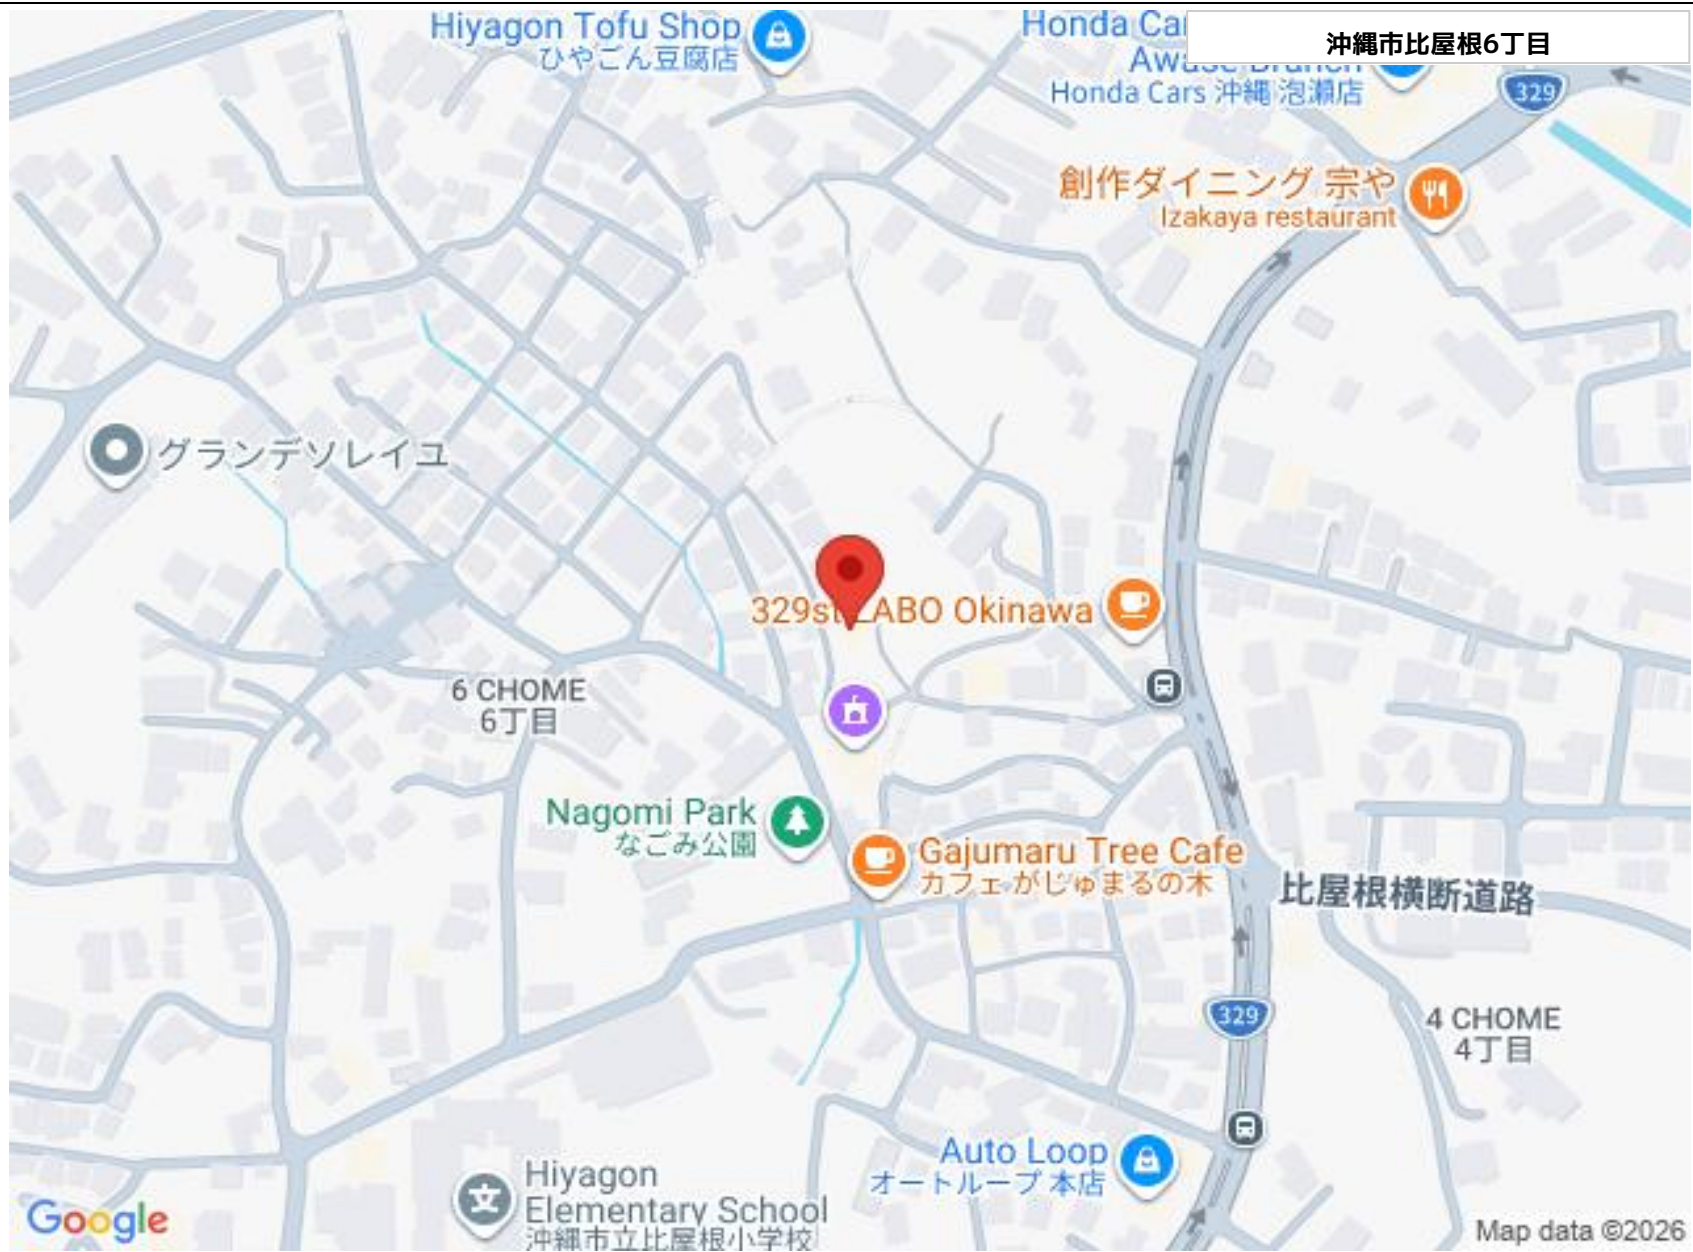 沖縄市比屋根6丁目
Hiyagon Tofu Shop
ひやごん豆腐店
Honda Car
Honda Cars 沖縄 泡瀬店
329
創作ダイニング 宗や
Izakaya restaurant
グランデソレイユ
329st LABO Okinawa
6 CHOME
6丁目
Nagomi Park
なごみ公園
Gajumaru Tree Cafe
カフェ がじゅまるの木
比屋根横断道路
329
4 CHOME
4丁目
Auto Loop
オートループ 本店
Hiyagon
Elementary School
沖縄市立比屋根小学校
文
Google
Map data ©2026